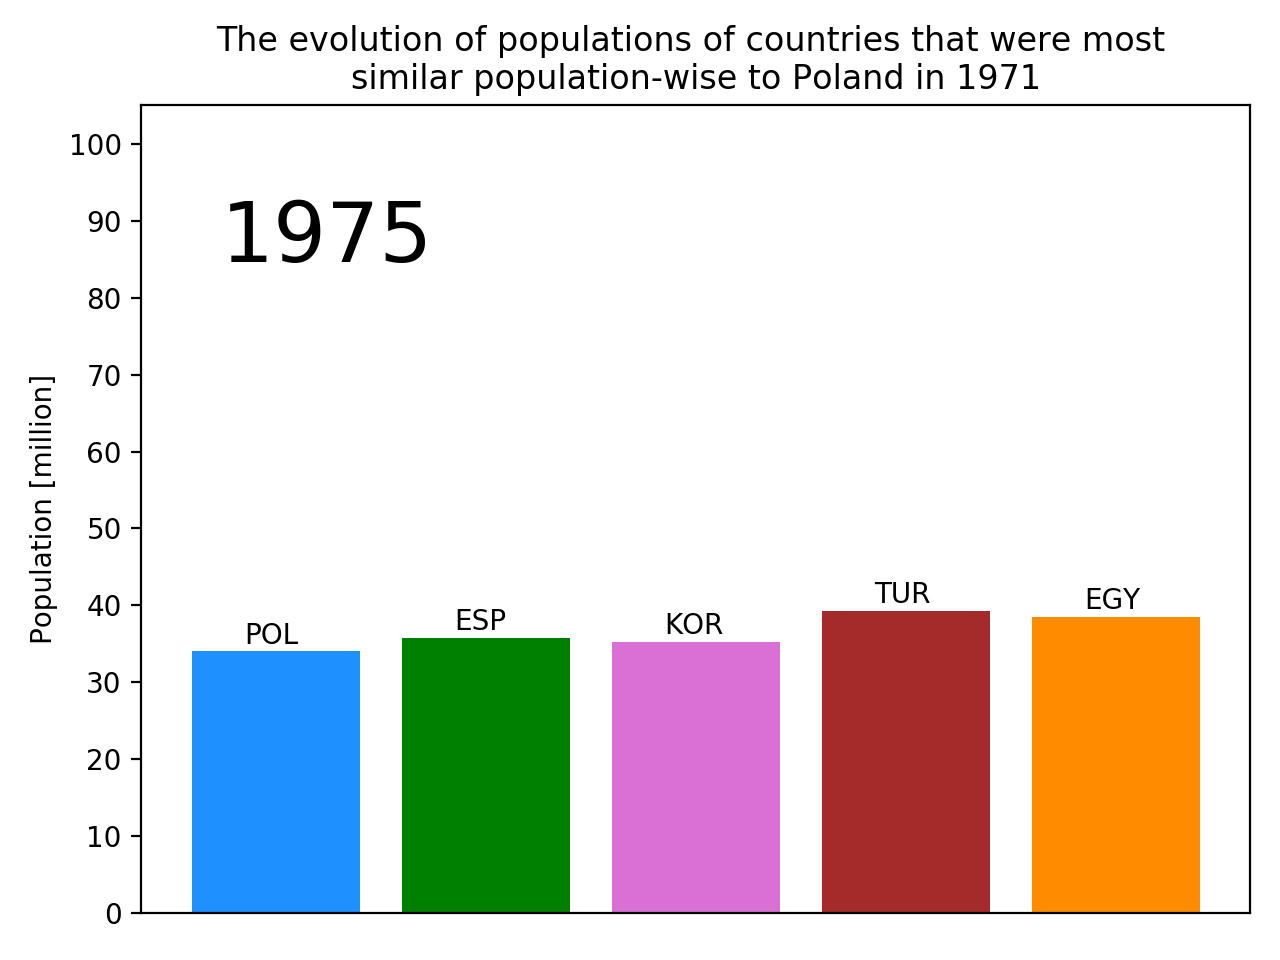 The evolution of populations of countries that were most
similar population-wise to Poland in 1971
100
90
80
70
60
50
40
30
20
10
0
Population [million]
1975
POL
ESP
KOR
TUR
EGY